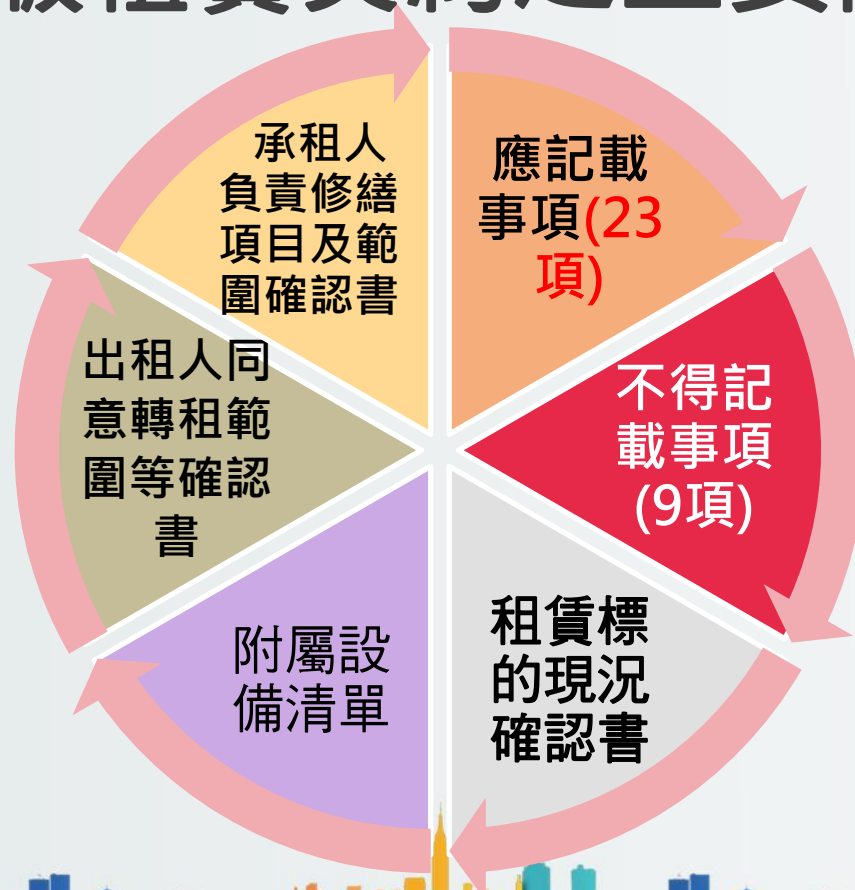 應記載
事項(23
項)
不得記
載事項
(9項)
租賃標
的現況
確認書
附屬設
備清單
出租人同
意轉租範
圍等確認
書
承租人
負責修繕
項目及範
圍確認書